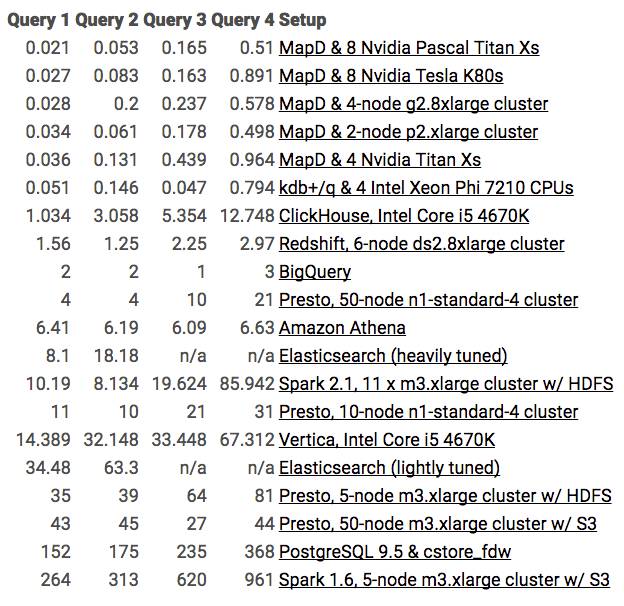 Query 1 Query 2 Query 3 Query 4 Setup
0.021 0.053 0.165 0.51 MapD & 8 Nvidia Pascal Titan Xs
0.027 0.083 0.163 0.891 MapD & 8 Nvidia Tesla K80s
0.028 0.2 0.237 0.578 MapD & 4-node g2.8xlarge cluster
0.034 0.061 0.178 0.498 MapD & 2-node p2.xlarge cluster
0.036 0.131 0.439 0.964 MapD & 4 Nvidia Titan Xs
0.051 0.146 0.047 0.794 kdb+/q & 4 Intel Xeon Phi 7210 CPUs
1.034 3.058 5.354 12.748 ClickHouse, Intel Core i5 4670K
1.56 1.25 2.25 2.97 Redshift, 6-node ds2.8xlarge cluster
2 2 1 3 BigQuery
4 4 10 21 Presto, 50-node n1-standard-4 cluster
6.41 6.19 6.09 6.63 Amazon Athena
8.1 18.18 n/a n/a Elasticsearch (heavily tuned)
10.19 8.134 19.624 85.942 Spark 2.1, 11 x m3.xlarge cluster w/ HDFS
11 10 21 31 Presto, 10-node n1-standard-4 cluster
14.389 32.148 33.448 67.312 Vertica, Intel Core i5 4670K
34.48 63.3 n/a n/a Elasticsearch (lightly tuned)
35 39 64 81 Presto, 5-node m3.xlarge cluster w/ HDFS
43 45 27 44 Presto, 50-node m3.xlarge cluster w/ S3
152 175 235 368 PostgreSQL 9.5 & cstore_fdw
264 313 620 961 Spark 1.6, 5-node m3.xlarge cluster w/ S3